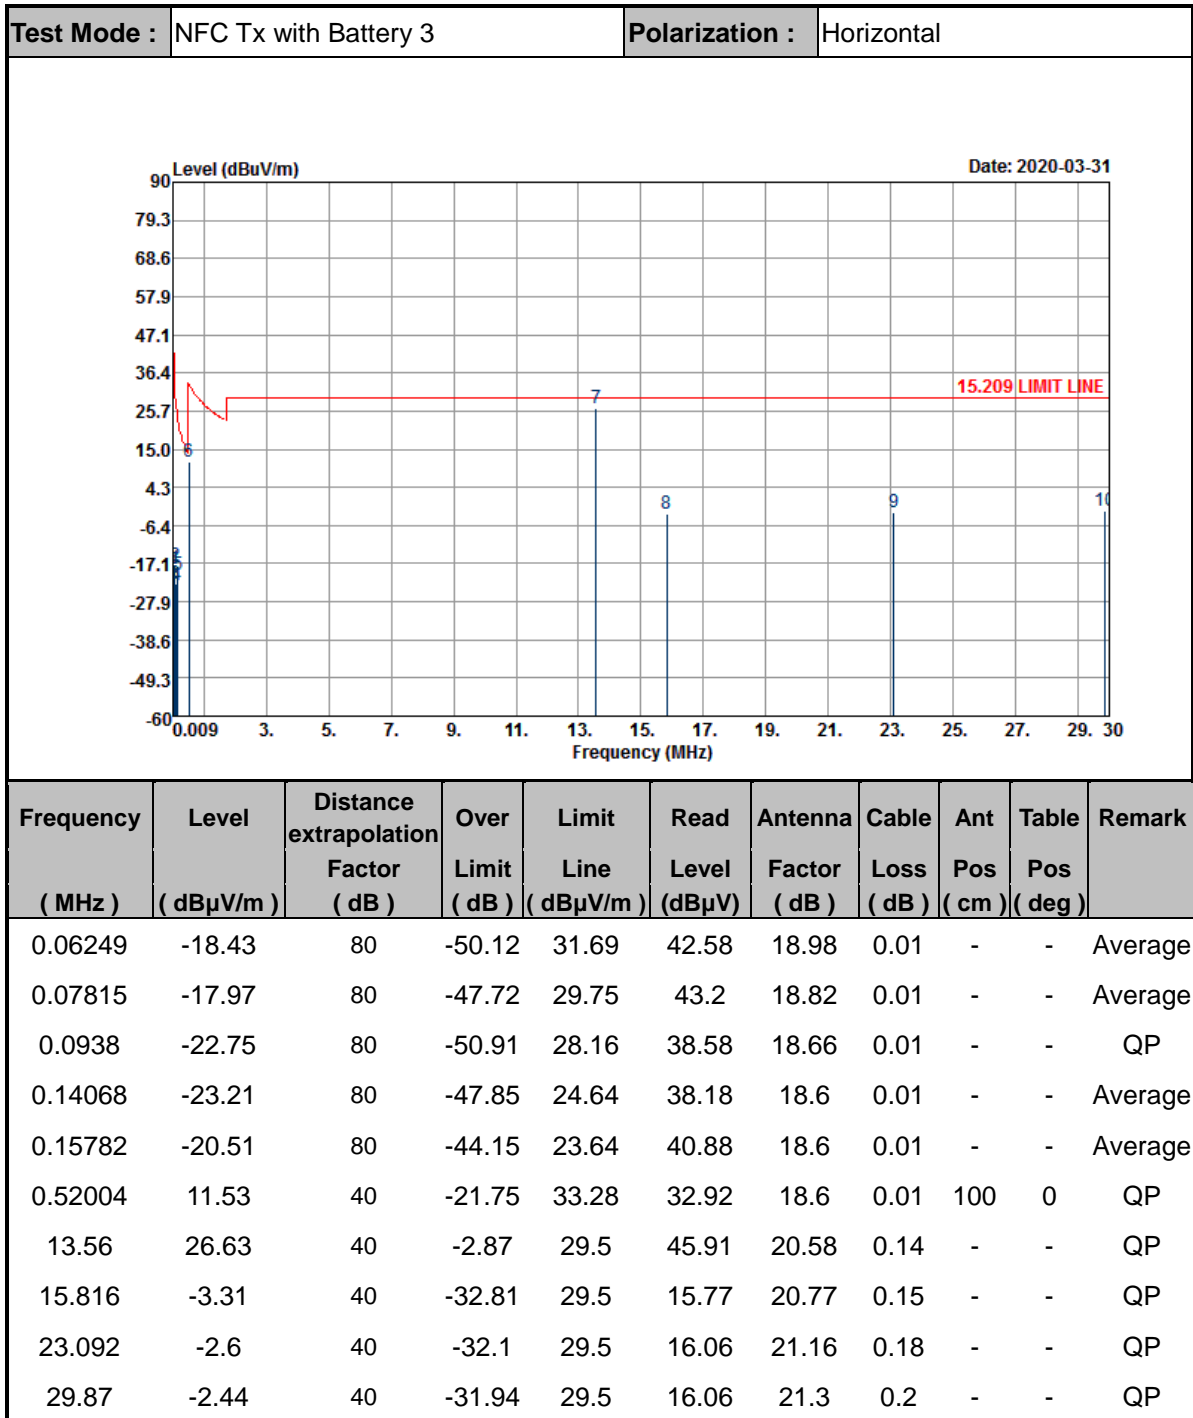 Test Mode : NFC Tx with Battery 3 Polarization : Horizontal
Level (dBuV/m) Date: 2020-03-31
90
79.3
68.6
57.9
47.1
36.4
25.7
15.0
4.3
-6.4
-17.1
-27.9
-38.6
-49.3
-60
15.209 LIMIT LINE
6
7
8
9
10
0.009 3. 5. 7. 9. 11. 13. 15. 17. 19. 21. 23. 25. 27. 29. 30
Frequency (MHz)
Frequency Level Distance extrapolation Over Limit Read Antenna Cable Ant Table Remark
Factor Limit Line Level Factor Loss Pos Pos
( MHz ) ( dBµV/m ) ( dB ) ( dB ) ( dBµV/m ) (dBµV) ( dB ) ( dB ) ( cm ) ( deg )
0.06249 -18.43 80 -50.12 31.69 42.58 18.98 0.01 - - Average
0.07815 -17.97 80 -47.72 29.75 43.2 18.82 0.01 - - Average
0.0938 -22.75 80 -50.91 28.16 38.58 18.66 0.01 - - QP
0.14068 -23.21 80 -47.85 24.64 38.18 18.6 0.01 - - Average
0.15782 -20.51 80 -44.15 23.64 40.88 18.6 0.01 - - Average
0.52004 11.53 40 -21.75 33.28 32.92 18.6 0.01 100 0 QP
13.56 26.63 40 -2.87 29.5 45.91 20.58 0.14 - - QP
15.816 -3.31 40 -32.81 29.5 15.77 20.77 0.15 - - QP
23.092 -2.6 40 -32.1 29.5 16.06 21.16 0.18 - - QP
29.87 -2.44 40 -31.94 29.5 16.06 21.3 0.2 - - QP